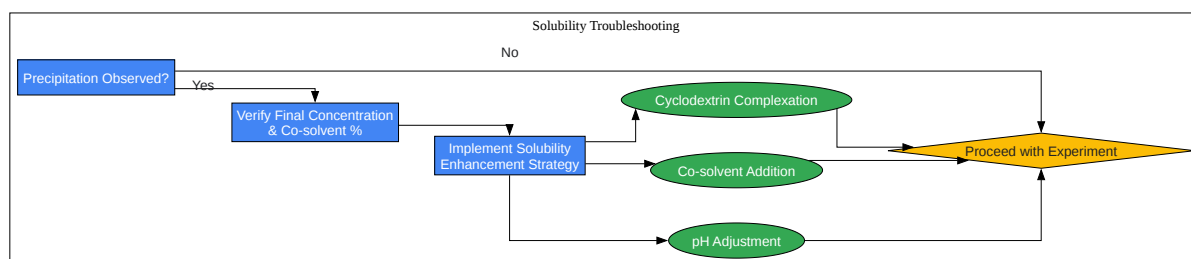 Solubility Troubleshooting
No
Precipitation Observed?
Yes
Verify Final Concentration
& Co-solvent %
Implement Solubility
Enhancement Strategy
Cyclodextrin Complexation
Co-solvent Addition
pH Adjustment
Proceed with Experiment